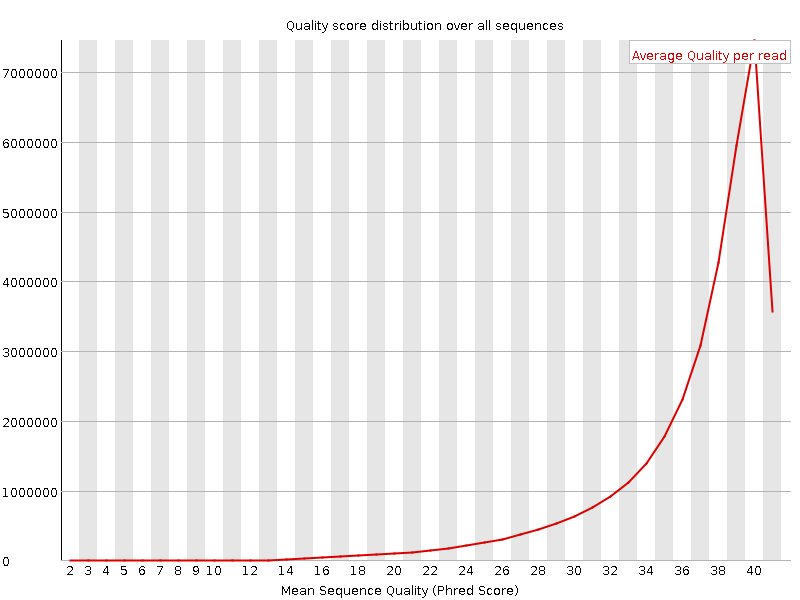 Quality score distribution over all sequences
Average Quality per read
7000000
6000000
5000000
4000000
3000000
2000000
1000000
0
2 3 4 5 6 7 8 9 10 12 14 16 18 20 22 24 26 28 30 32 34 36 38 40
Mean Sequence Quality (Phred Score)